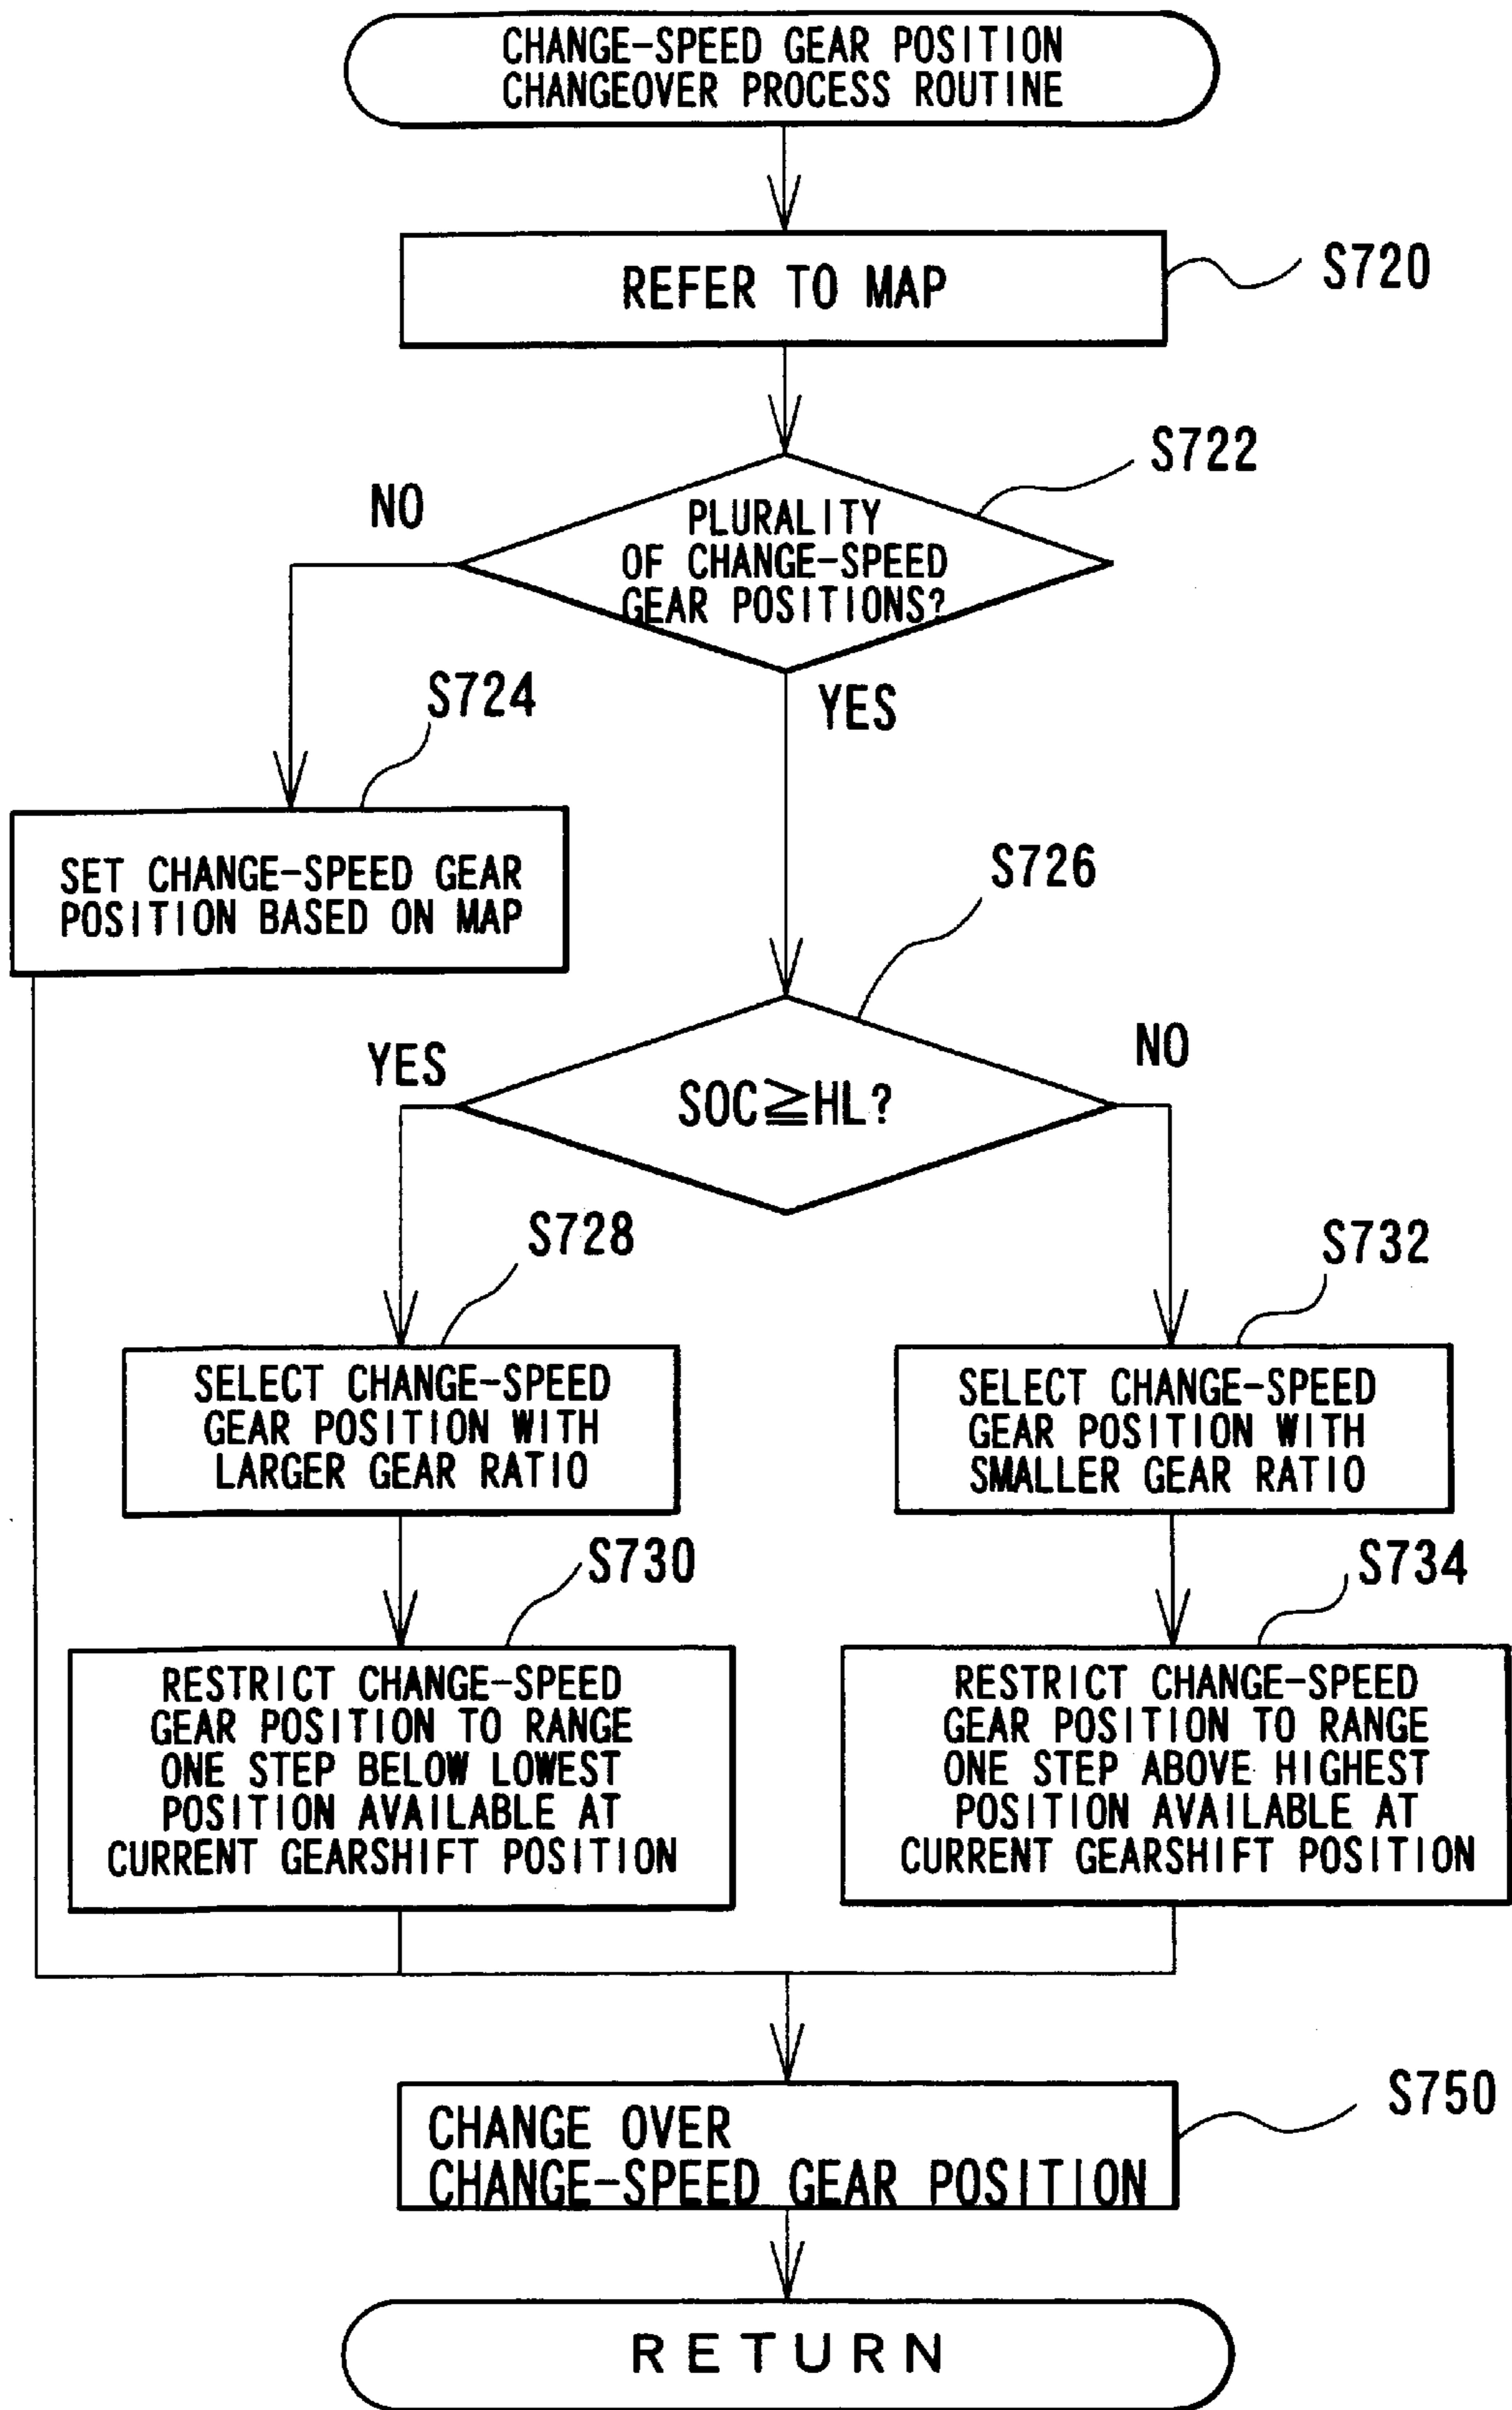 CHANGE-SPEED GEAR POSITION
CHANGEOVER PROCESS ROUTINE
REFER TO MAP
S720
S722
NO
PLURALITY
OF CHANGE-SPEED
GEAR POSITIONS?
YES
S724
SET CHANGE-SPEED GEAR
POSITION BASED ON MAP
S726
YES
NO
SOC≧HL?
S728
SELECT CHANGE-SPEED
GEAR POSITION WITH
LARGER GEAR RATIO
S732
SELECT CHANGE-SPEED
GEAR POSITION WITH
SMALLER GEAR RATIO
S730
RESTRICT CHANGE-SPEED
GEAR POSITION TO RANGE
ONE STEP BELOW LOWEST
POSITION AVAILABLE AT
CURRENT GEARSHIFT POSITION
S734
RESTRICT CHANGE-SPEED
GEAR POSITION TO RANGE
ONE STEP ABOVE HIGHEST
POSITION AVAILABLE AT
CURRENT GEARSHIFT POSITION
S750
CHANGE OVER
CHANGE-SPEED GEAR POSITION
RETURN